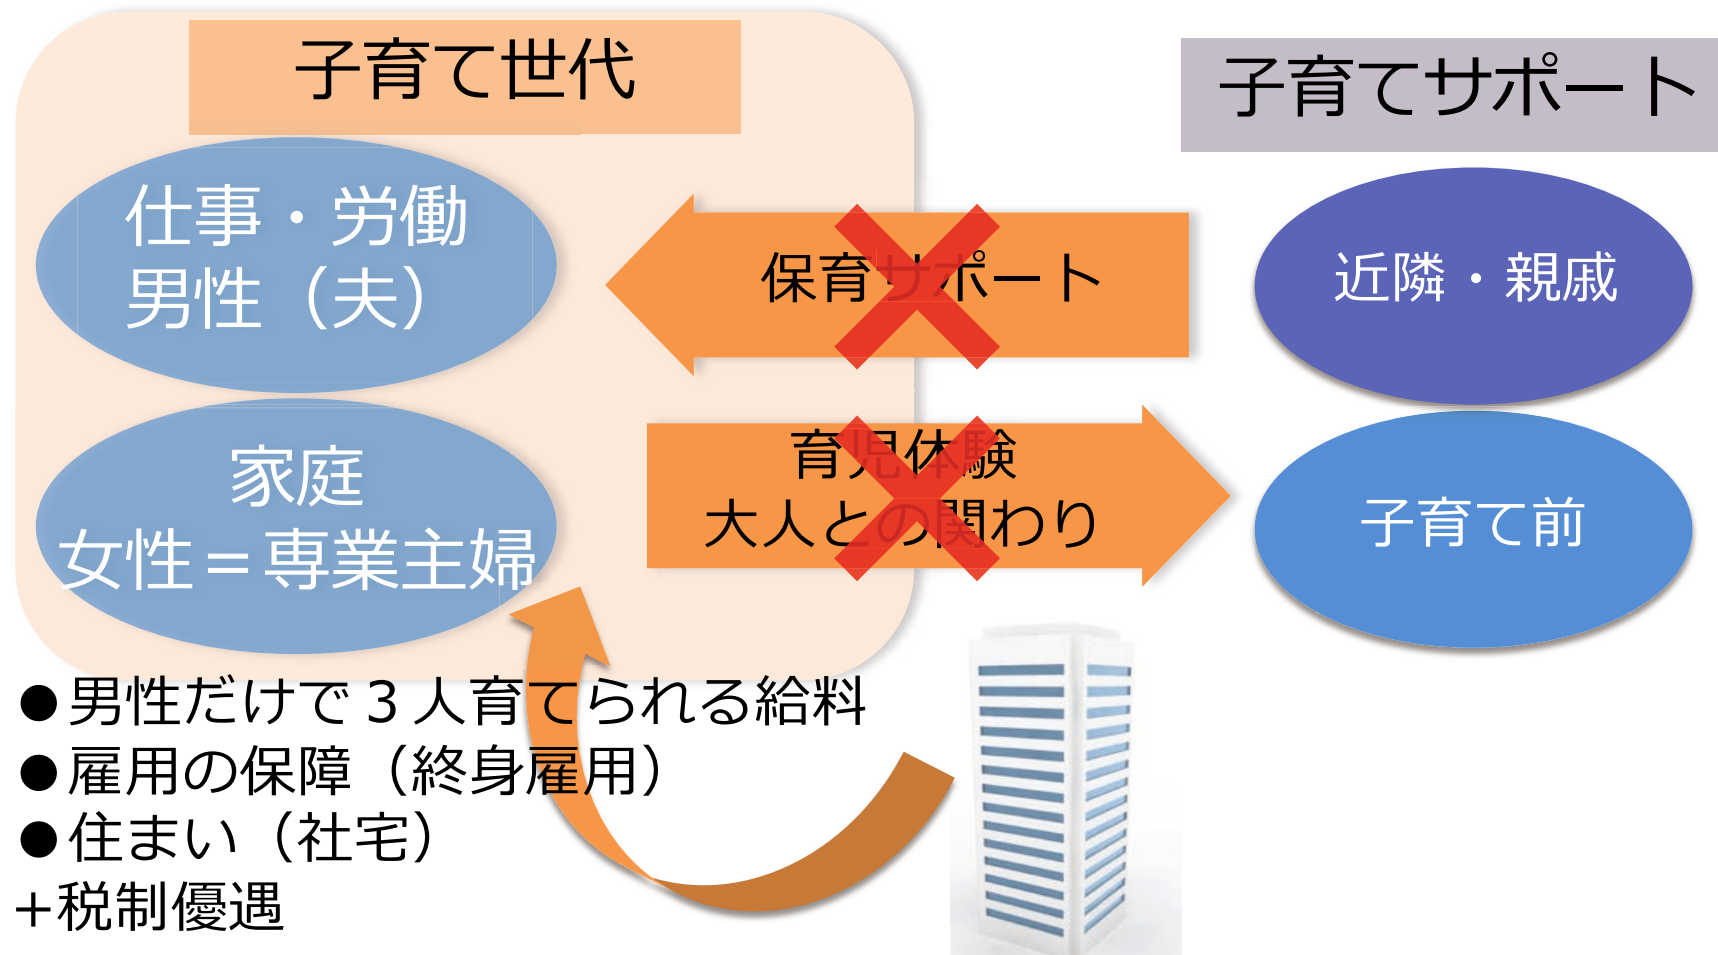 子育て世代
仕事・労働
男性（夫）
家庭
女性＝専業主婦
保育サポート
育児体験
大人との関わり
子育てサポート
近隣・親戚
子育て前
●男性だけで３人育てられる給料
●雇用の保障（終身雇用）
●住まい（社宅）
+税制優遇